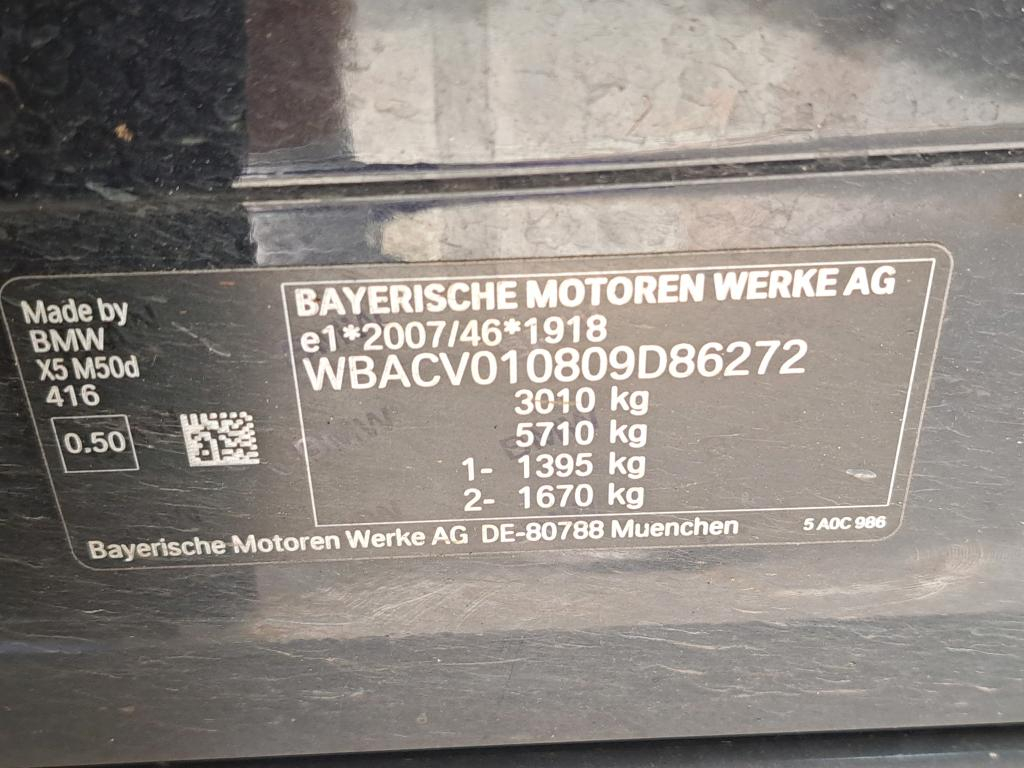 Made by
BMW
X5 M50d
416
0.50
BAYERISCHE MOTOREN WERKE AG
e1*2007/46*1918
WBACV010809D86272
3010 kg
5710 kg
1- 1395 kg
2- 1670 kg
Bayerische Motoren Werke AG DE-80788 Muenchen
5 A0C 986